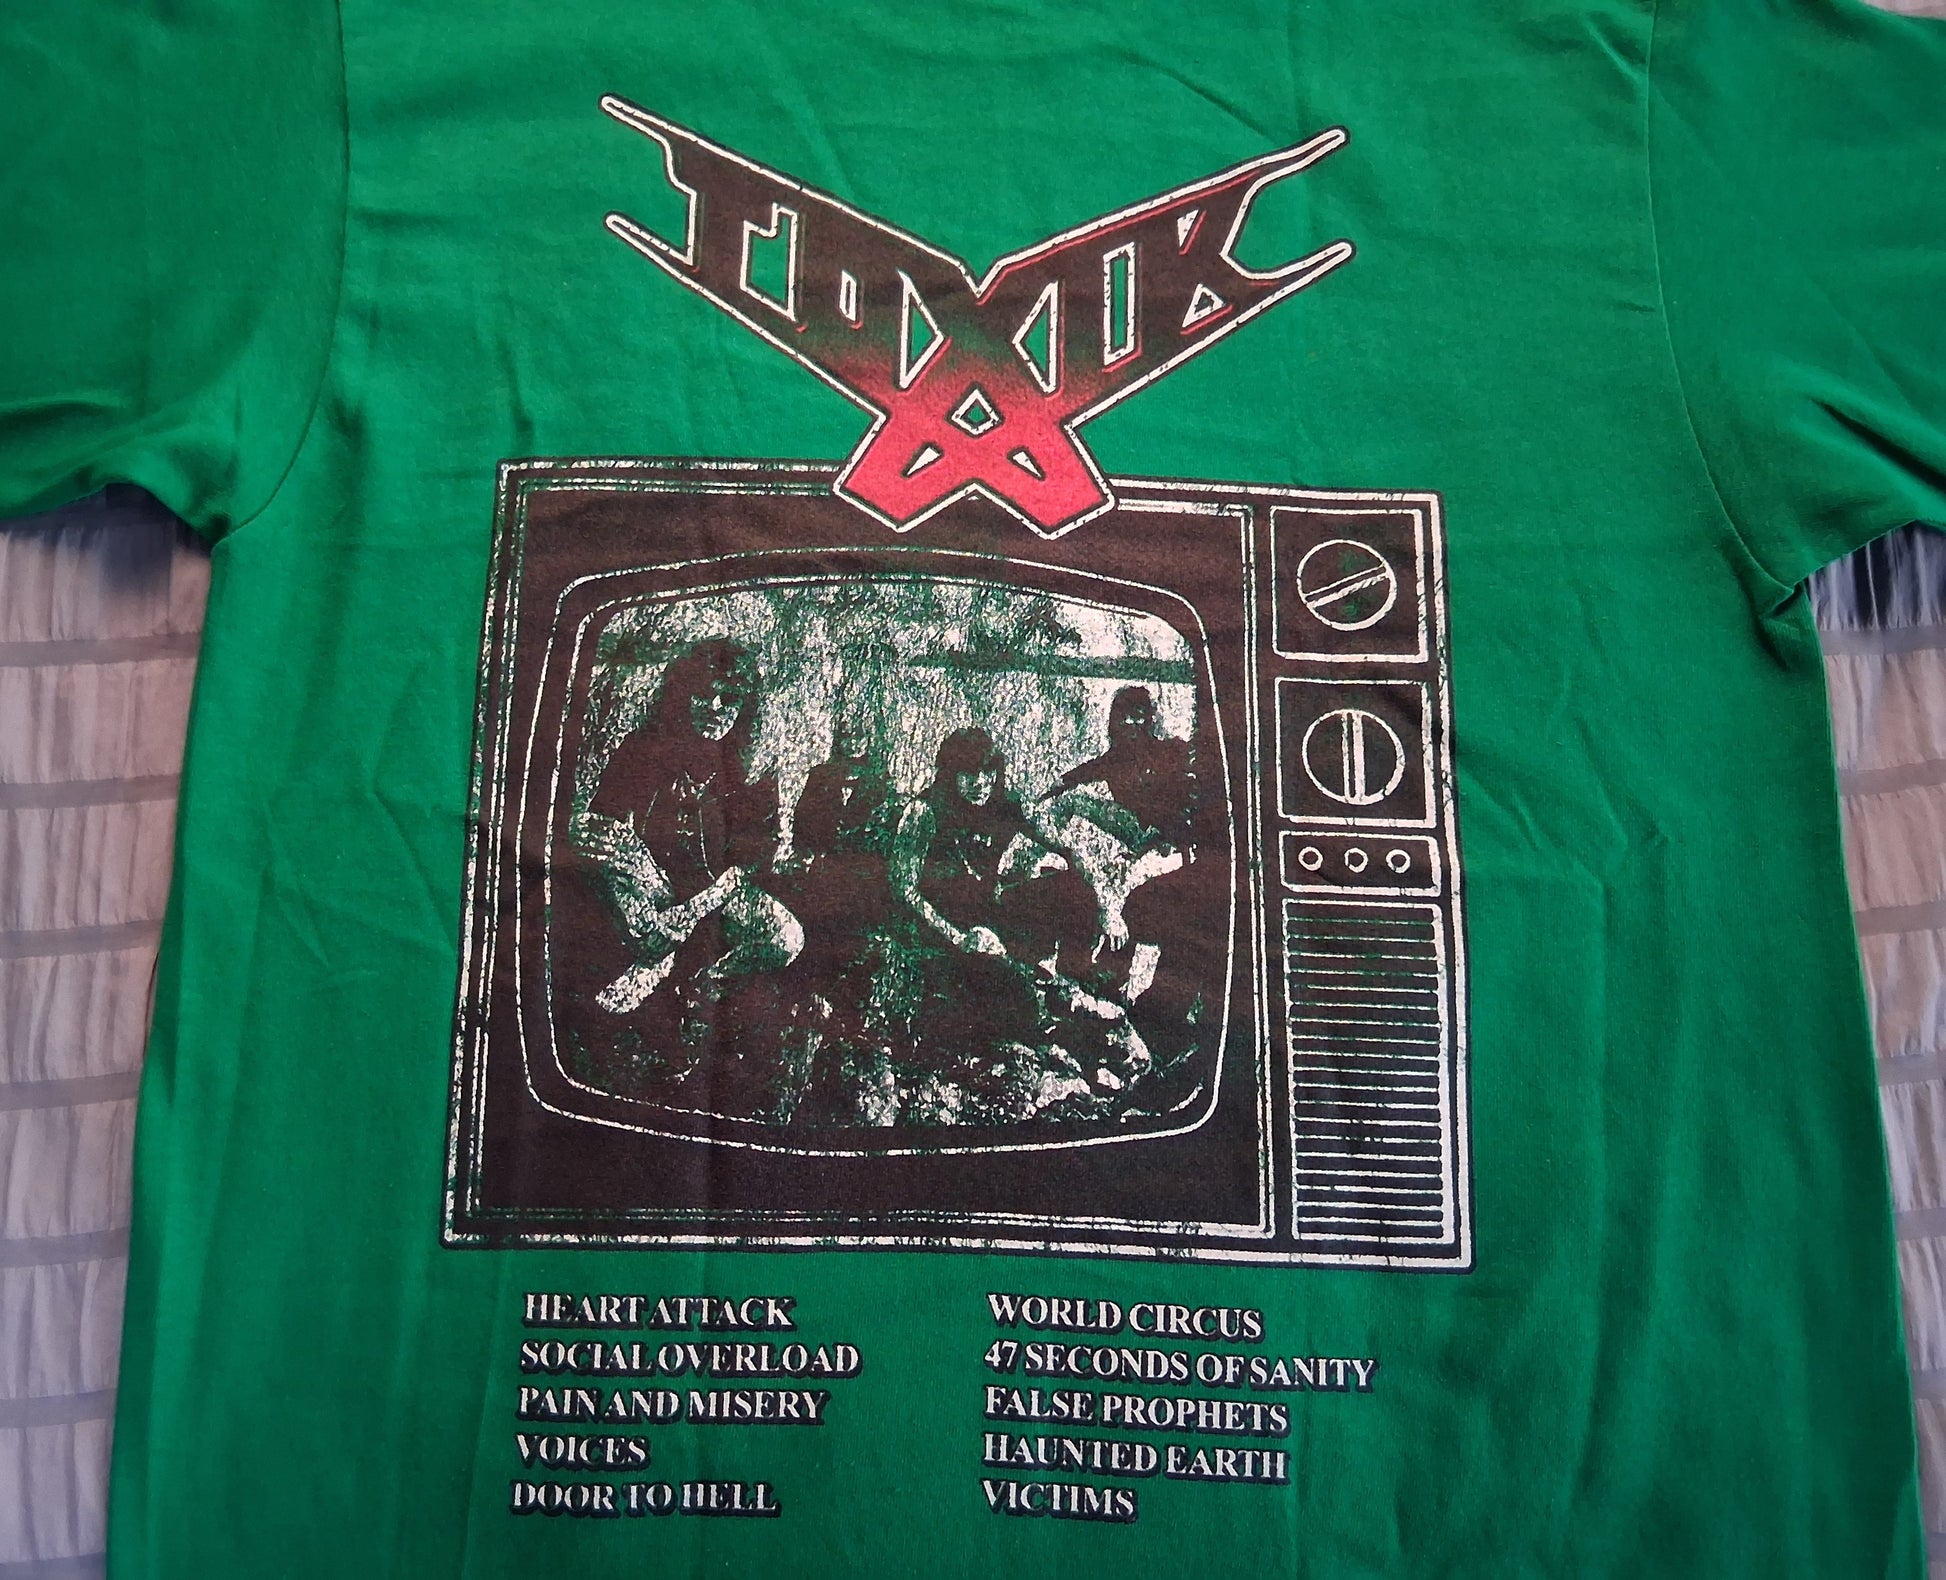 TOXIK
HEART ATTACK
SOCIAL OVERLOAD
PAIN AND MISERY
VOICES
DOOR TO HELL
WORLD CIRCUS
47 SECONDS OF SANITY
FALSE PROPHETS
HAUNTED EARTH
VICTIMS